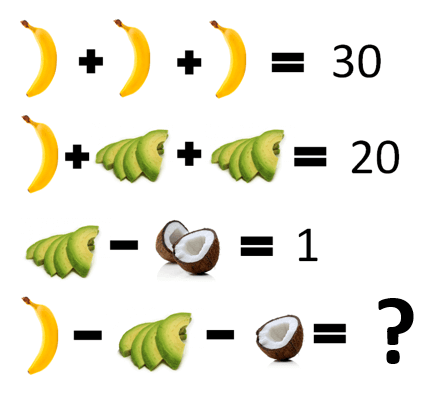 + + = 30
+ + = 20
- = 1
- - = ?